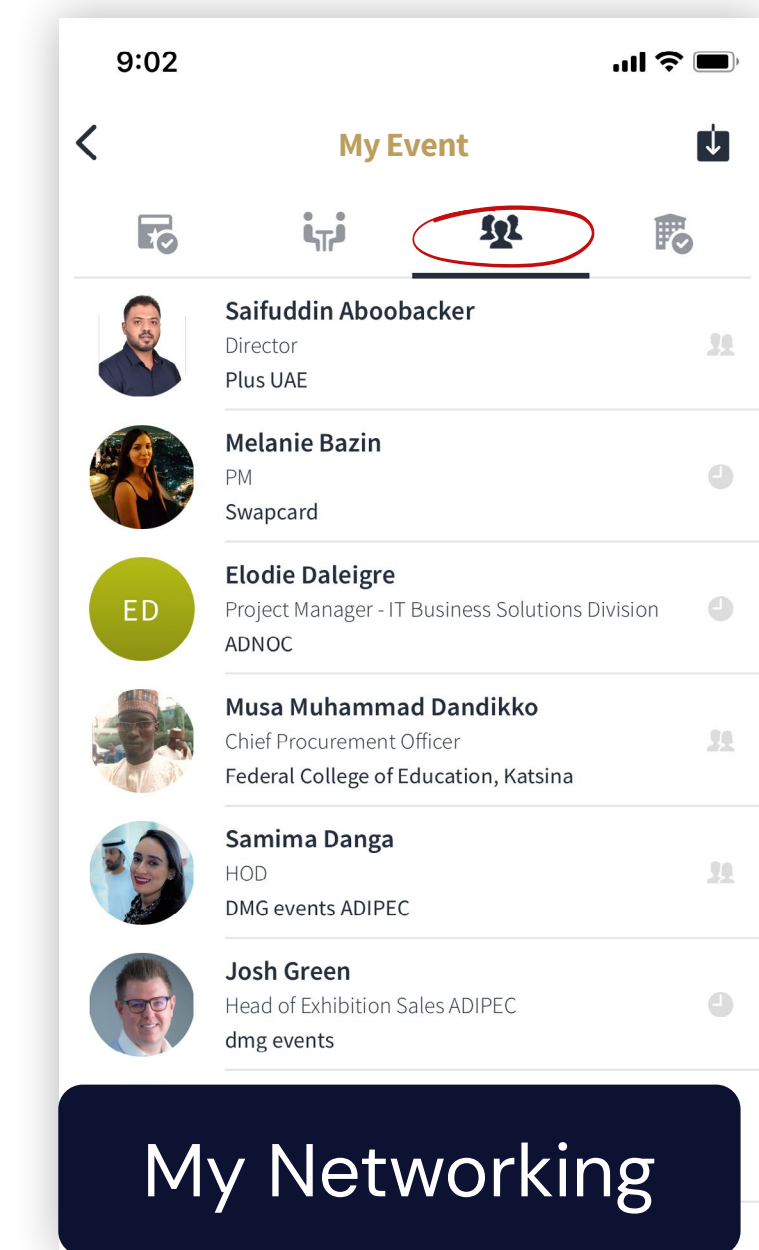 9:02
My Event
Saifuddin Aboobacker
Director
Plus UAE
Melanie Bazin
PM
Swapcard
ED
Elodie Daleigre
Project Manager - IT Business Solutions Division
ADNOC
Musa Muhammad Dandikko
Chief Procurement Officer
Federal College of Education, Katsina
Samima Danga
HOD
DMG events ADIPEC
Josh Green
Head of Exhibition Sales ADIPEC
dmg events
My Networking